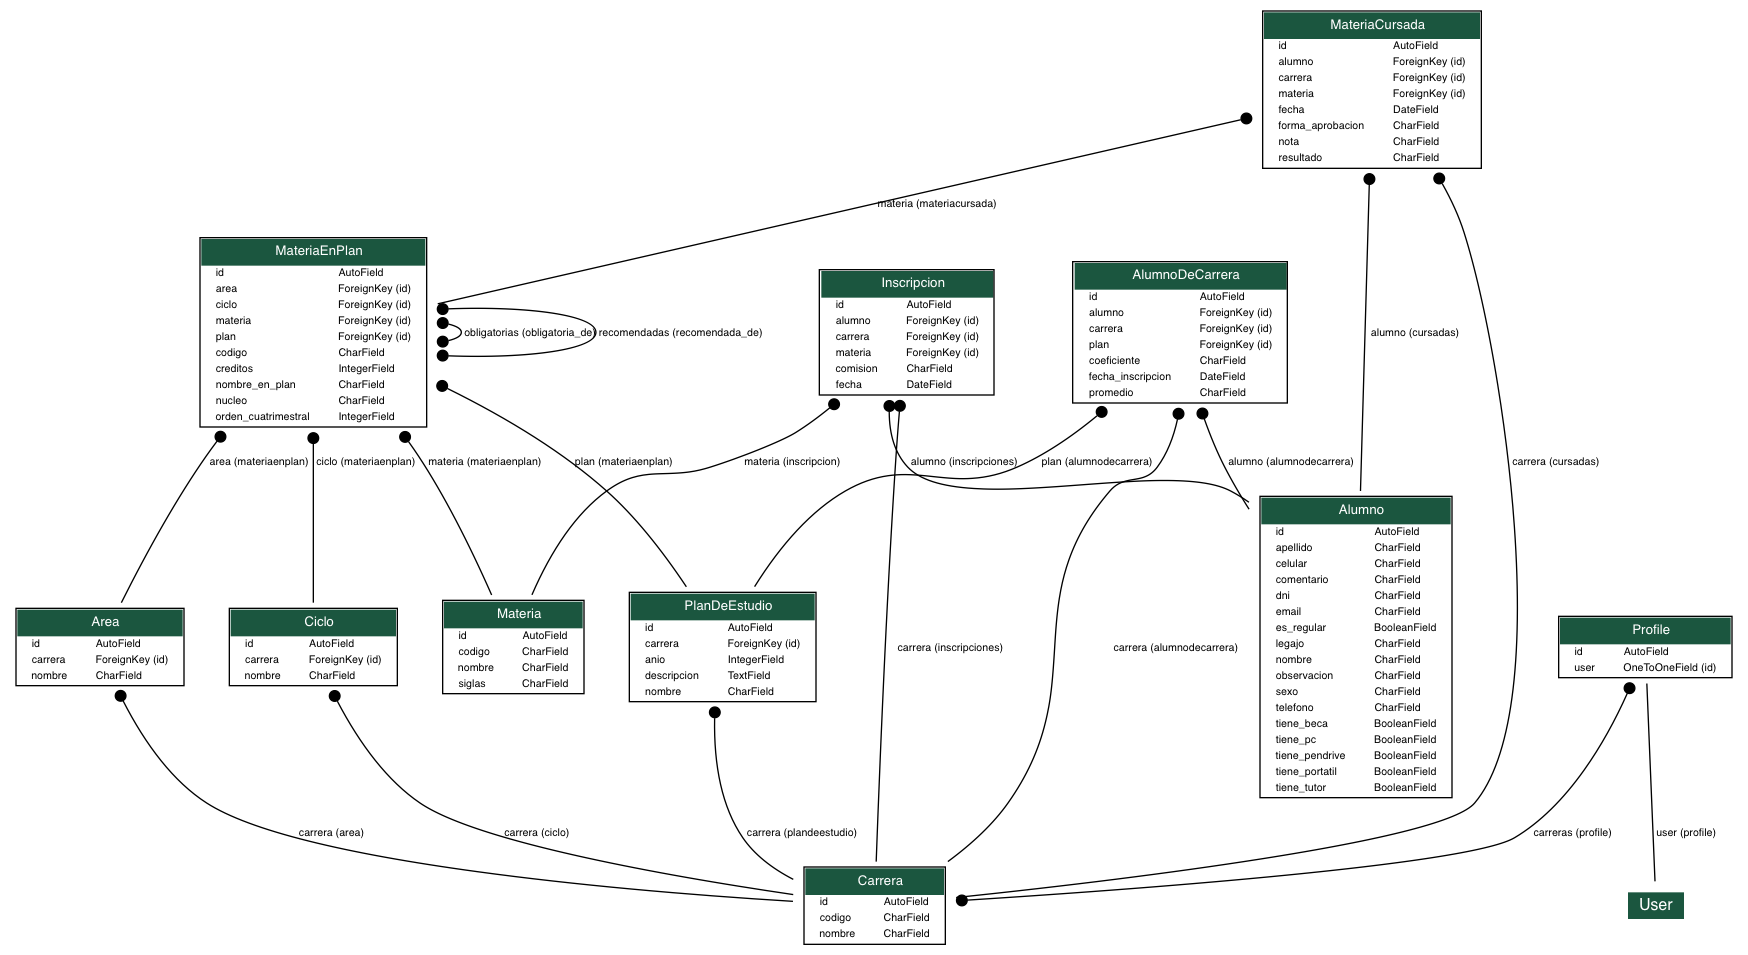 MateriaCursada
id AutoField
alumno ForeignKey (id)
carrera ForeignKey (id)
materia ForeignKey (id)
fecha DateField
forma_aprobacion CharField
nota CharField
resultado CharField
materia (materiacursada)
MateriaEnPlan
id AutoField
area ForeignKey (id)
ciclo ForeignKey (id)
materia ForeignKey (id)
plan ForeignKey (id)
codigo CharField
creditos IntegerField
nombre_en_plan CharField
nucleo CharField
orden_cuatrimestral IntegerField
obligatorias (obligatoria_de)
recomendadas (recomendada_de)
Inscripcion
id AutoField
alumno ForeignKey (id)
carrera ForeignKey (id)
materia ForeignKey (id)
comision CharField
fecha DateField
AlumnoDeCarrera
id AutoField
alumno ForeignKey (id)
carrera ForeignKey (id)
plan ForeignKey (id)
coeficiente CharField
fecha_inscripcion DateField
promedio CharField
alumno (cursadas)
area (materiaenplan)
ciclo (materiaenplan)
materia (materiaenplan)
plan (materiaenplan)
materia (inscripcion)
alumno (inscripciones)
plan (alumnodecarrera)
alumno (alumnodecarrera)
carrera (cursadas)
Alumno
id AutoField
apellido CharField
celular CharField
comentario CharField
dni CharField
email CharField
es_regular BooleanField
legajo CharField
nombre CharField
observacion CharField
sexo CharField
telefono CharField
tiene_beca BooleanField
tiene_pc BooleanField
tiene_pendrive BooleanField
tiene_portatil BooleanField
tiene_tutor BooleanField
Area
id AutoField
carrera ForeignKey (id)
nombre CharField
Ciclo
id AutoField
carrera ForeignKey (id)
nombre CharField
Materia
id AutoField
codigo CharField
nombre CharField
siglas CharField
PlanDeEstudio
id AutoField
carrera ForeignKey (id)
anio IntegerField
descripcion TextField
nombre CharField
carrera (inscripciones)
carrera (alumnodecarrera)
Profile
id AutoField
user OneToOneField (id)
carrera (area)
carrera (ciclo)
carrera (plandeestudio)
carreras (profile)
user (profile)
Carrera
id AutoField
codigo CharField
nombre CharField
User